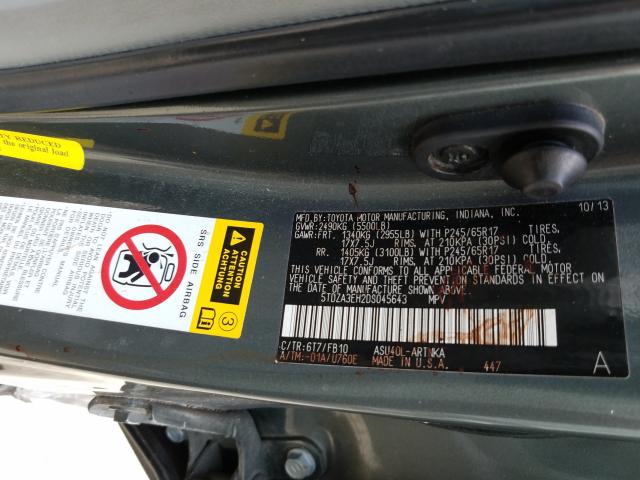 TY REDUCED
the original load
CAUTION
ATTENTION
SRS SIDE AIRBAG
3
MFD. BY: TOYOTA MOTOR MANUFACTURING, INDIANA, INC. 10/13
GVWR: 2490KG (5500LB)
GAWR: FRT. 1340KG (2955LB) WITH P245/65R17 TIRES,
17X7.5J RIMS, AT 210KPA (30PSI) COLD.
RR. 1405KG (3100LB) WITH P245/65R17 TIRES,
17X7.5J RIMS, AT 210KPA (30PSI) COLD.
THIS VEHICLE CONFORMS TO ALL APPLICABLE FEDERAL MOTOR
VEHICLE SAFETY AND THEFT PREVENTION STANDARDS IN EFFECT ON
THE DATE OF MANUFACTURE SHOWN ABOVE.
5TDZA3EH2DS045643 MPV
C/TR: 6T7/FB10 ASU40L-ARTNKA
A/TM: -01A/U760E MADE IN U.S.A. 447 A